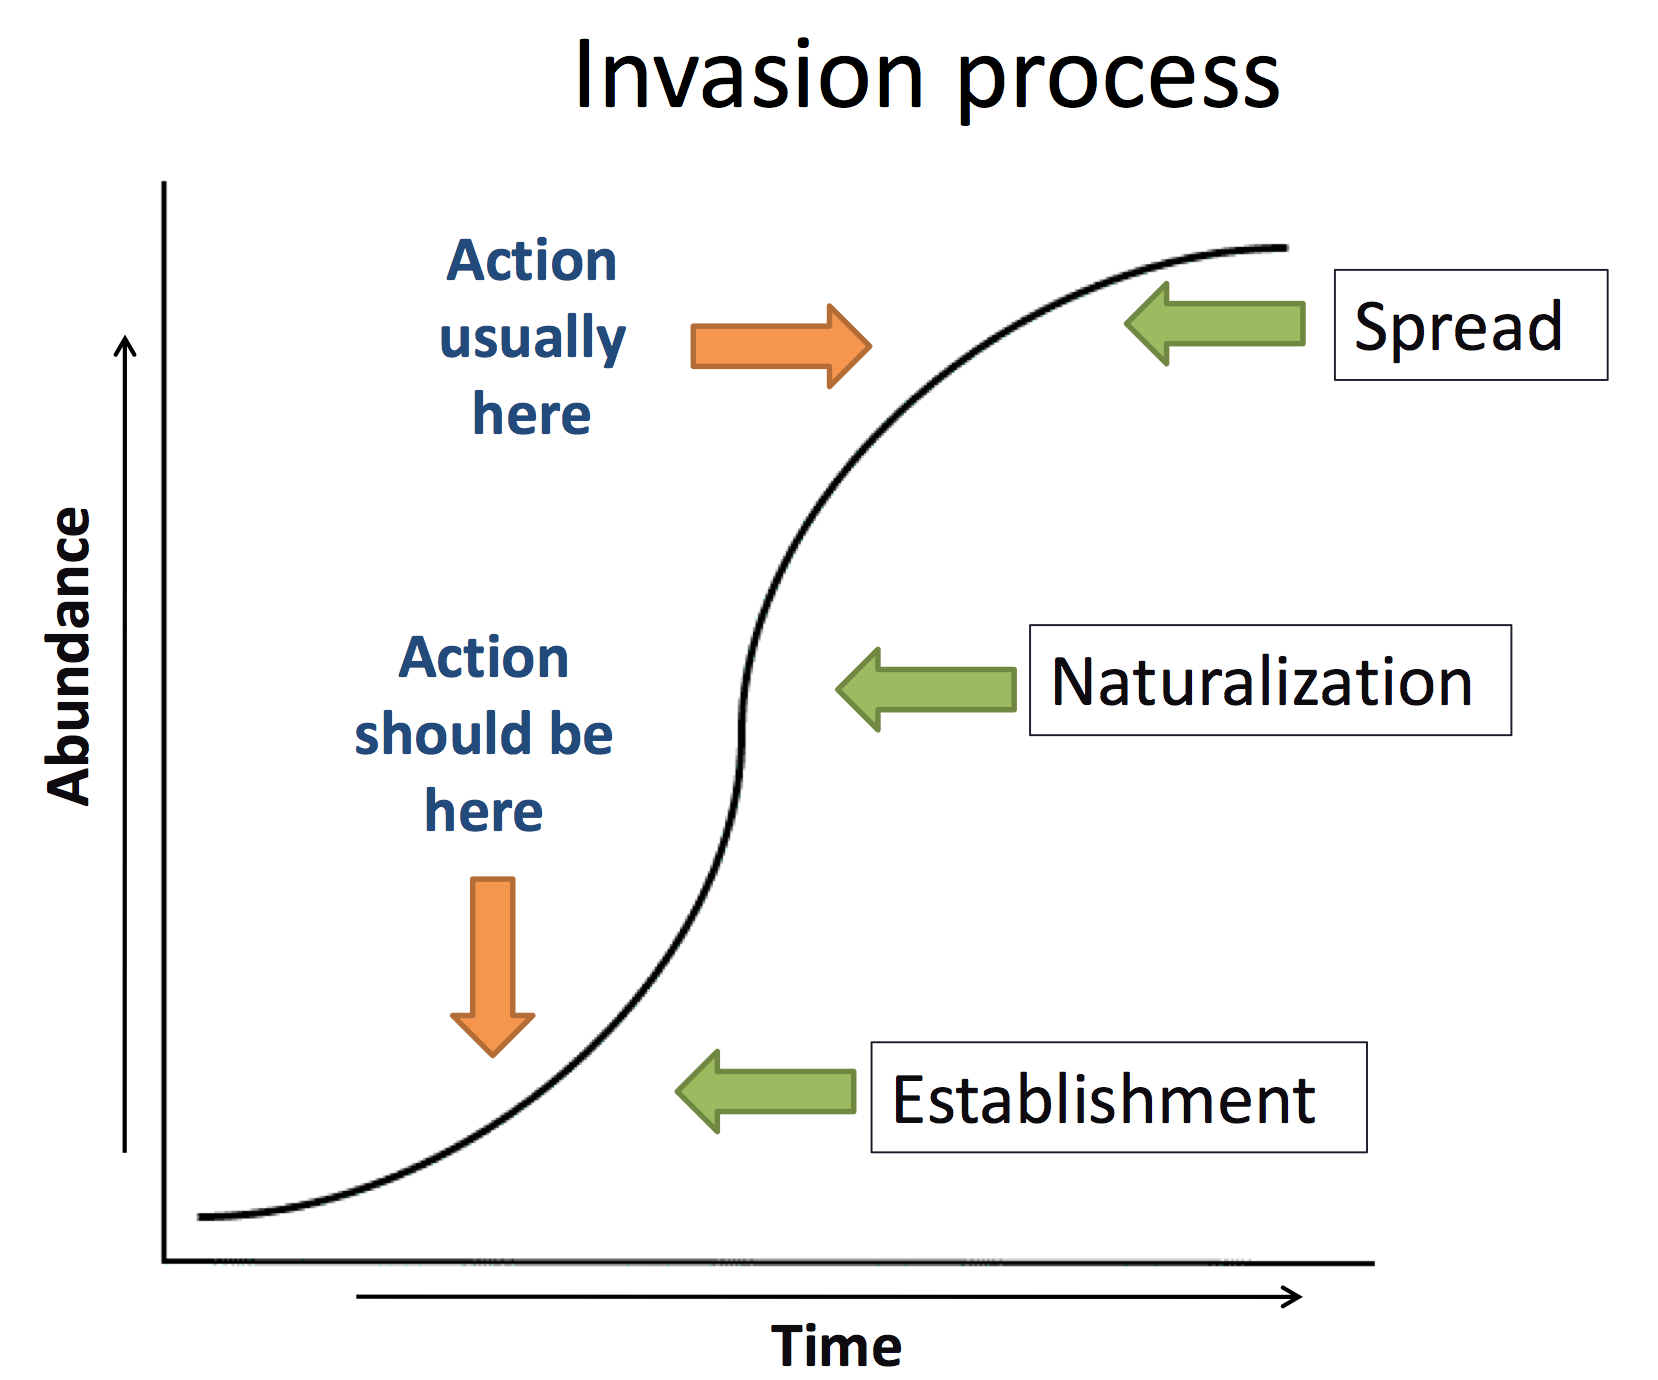 Invasion process
Action
usually
here
Spread
Abundance
Action
should be
here
Naturalization
Establishment
Time